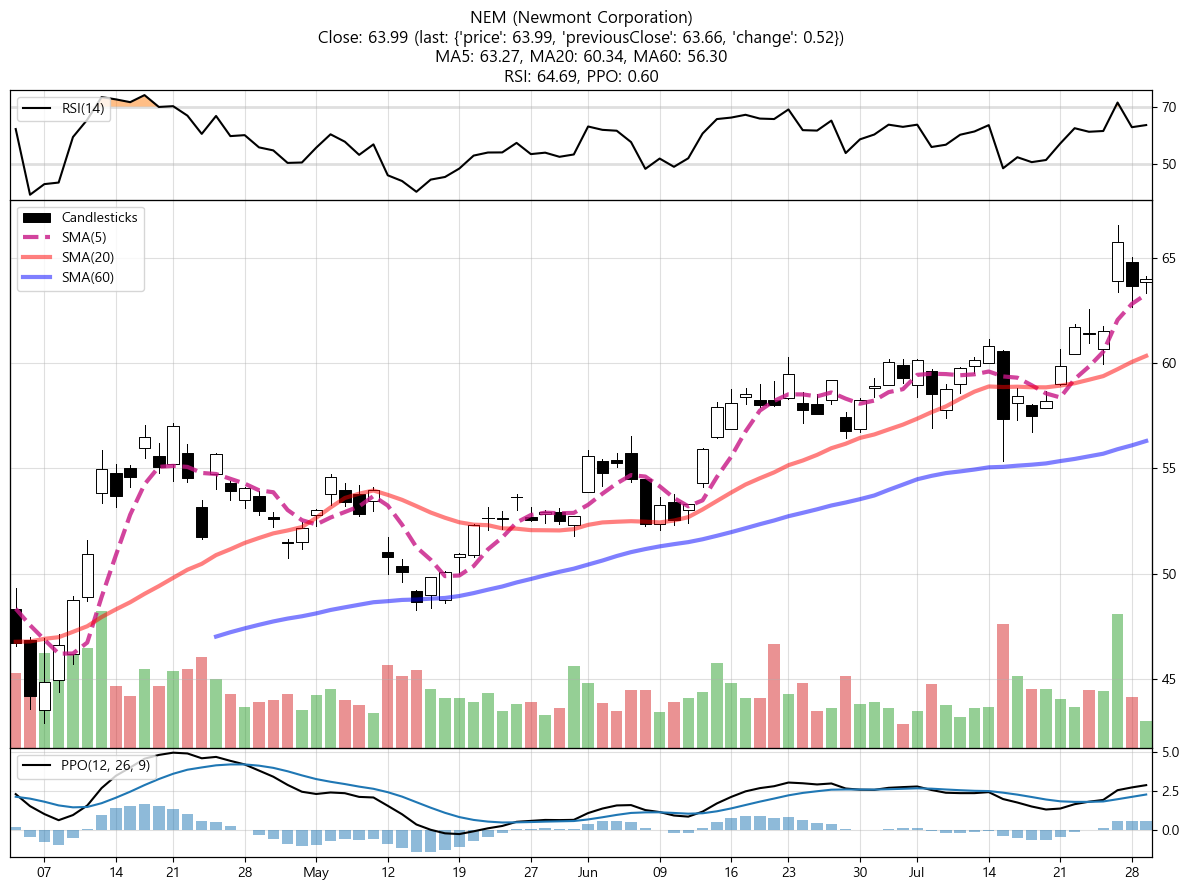 NEM (Newmont Corporation)
Close: 63.99 (last: {'price': 63.99, 'previousClose': 63.66, 'change': 0.52})
MA5: 63.27, MA20: 60.34, MA60: 56.30
RSI: 64.69, PPO: 0.60
RSI(14)
70
50
Candlesticks
SMA(5)
SMA(20)
SMA(60)
65
60
55
50
45
PPO(12, 26, 9)
5.0
2.5
0.0
07 14 21 28 May 12 19 27 Jun 09 16 23 30 Jul 14 21 28